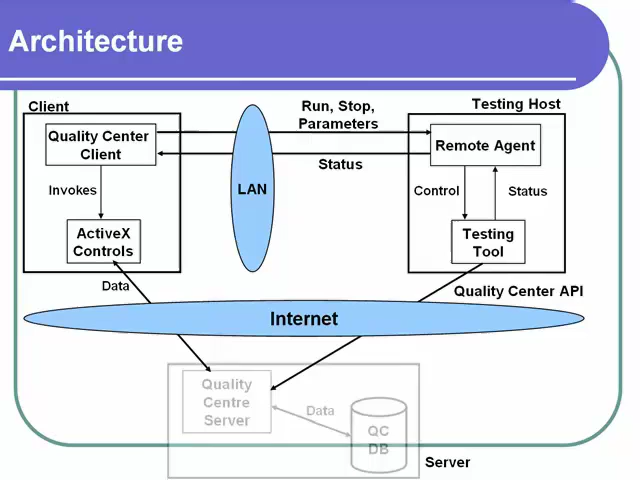 Architecture
Client
Run, Stop,
Parameters
Testing Host
Quality Center
Client
Remote Agent
Status
LAN
Invokes
Control
Status
ActiveX
Controls
Testing
Tool
Data
Quality Center API
Internet
Quality
Centre
Server
Data
QC
DB
Server